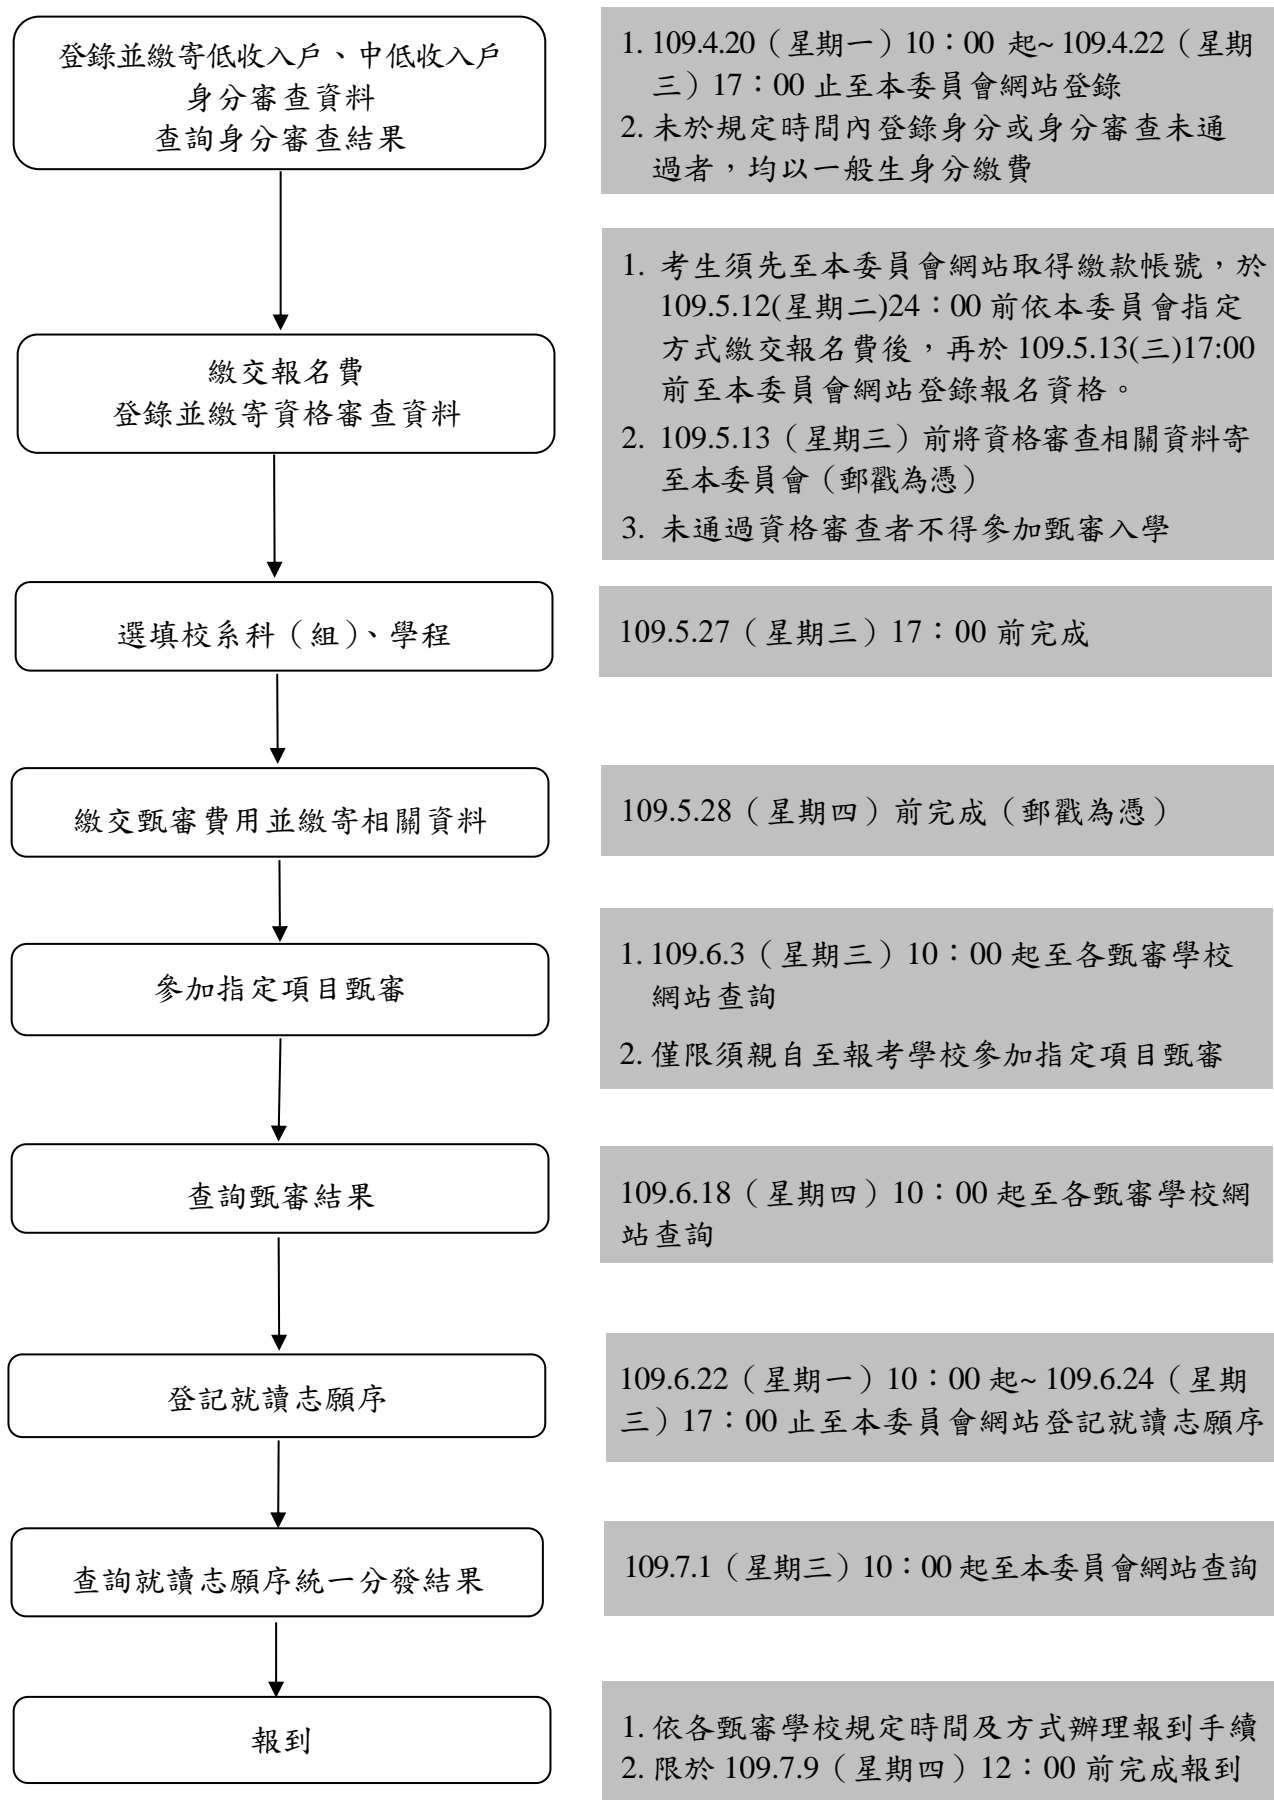 登錄並繳寄低收入戶、中低收入戶
身分審查資料
查詢身分審查結果
1. 109.4.20（星期一）10：00 起~ 109.4.22（星期
三）17：00 止至本委員會網站登錄
2. 未於規定時間內登錄身分或身分審查未通
過者，均以一般生身分繳費
繳交報名費
登錄並繳寄資格審查資料
1. 考生須先至本委員會網站取得繳款帳號，於
109.5.12(星期二)24：00 前依本委員會指定
方式繳交報名費後，再於 109.5.13(三)17:00
前至本委員會網站登錄報名資格。
2. 109.5.13（星期三）前將資格審查相關資料寄
至本委員會（郵戳為憑）
3. 未通過資格審查者不得參加甄審入學
選填校系科（組）、學程
109.5.27（星期三）17：00 前完成
繳交甄審費用並繳寄相關資料
109.5.28（星期四）前完成（郵戳為憑）
參加指定項目甄審
1. 109.6.3（星期三）10：00 起至各甄審學校
網站查詢
2. 僅限須親自至報考學校參加指定項目甄審
查詢甄審結果
109.6.18（星期四）10：00 起至各甄審學校網
站查詢
登記就讀志願序
109.6.22（星期一）10：00 起~ 109.6.24（星期
三）17：00 止至本委員會網站登記就讀志願序
查詢就讀志願序統一分發結果
109.7.1（星期三）10：00 起至本委員會網站查詢
報到
1. 依各甄審學校規定時間及方式辦理報到手續
2. 限於 109.7.9（星期四）12：00 前完成報到